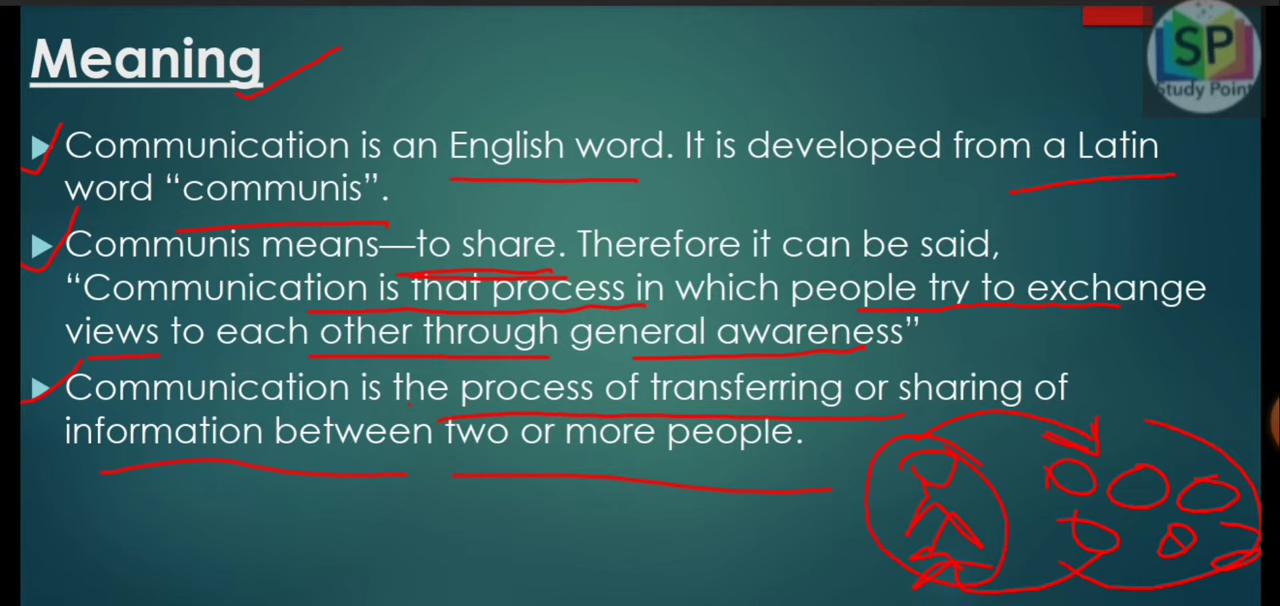 Meaning
SP
Study Point
Communication is an English word. It is developed from a Latin
word “communis”.
Communis means—to share. Therefore it can be said,
“Communication is that process in which people try to exchange
views to each other through general awareness”
Communication is the process of transferring or sharing of
information between two or more people.